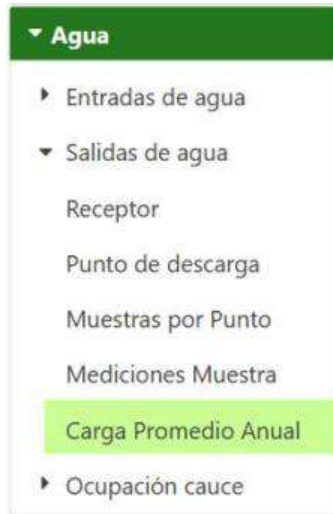 Agua
Entradas de agua
Salidas de agua
Receptor
Punto de descarga
Muestras por Punto
Mediciones Muestra
Carga Promedio Anual
Ocupación cauce